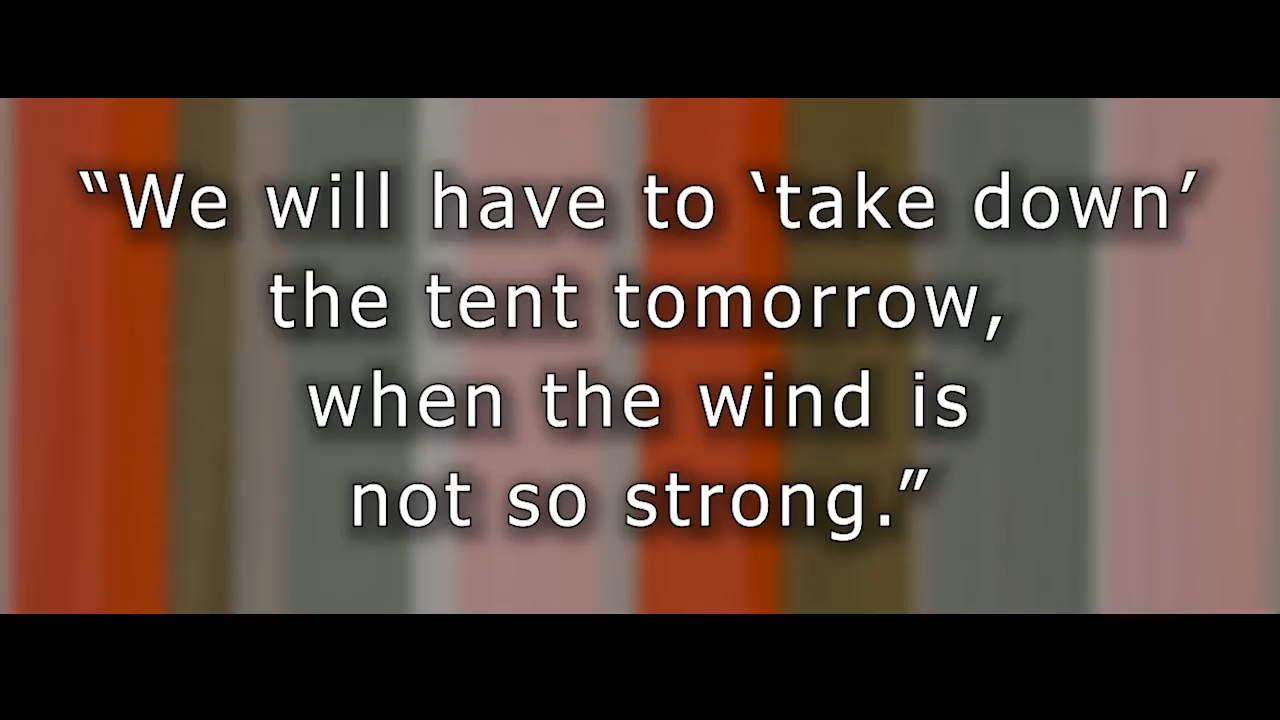 “We will have to ‘take down’
the tent tomorrow,
when the wind is
not so strong.”